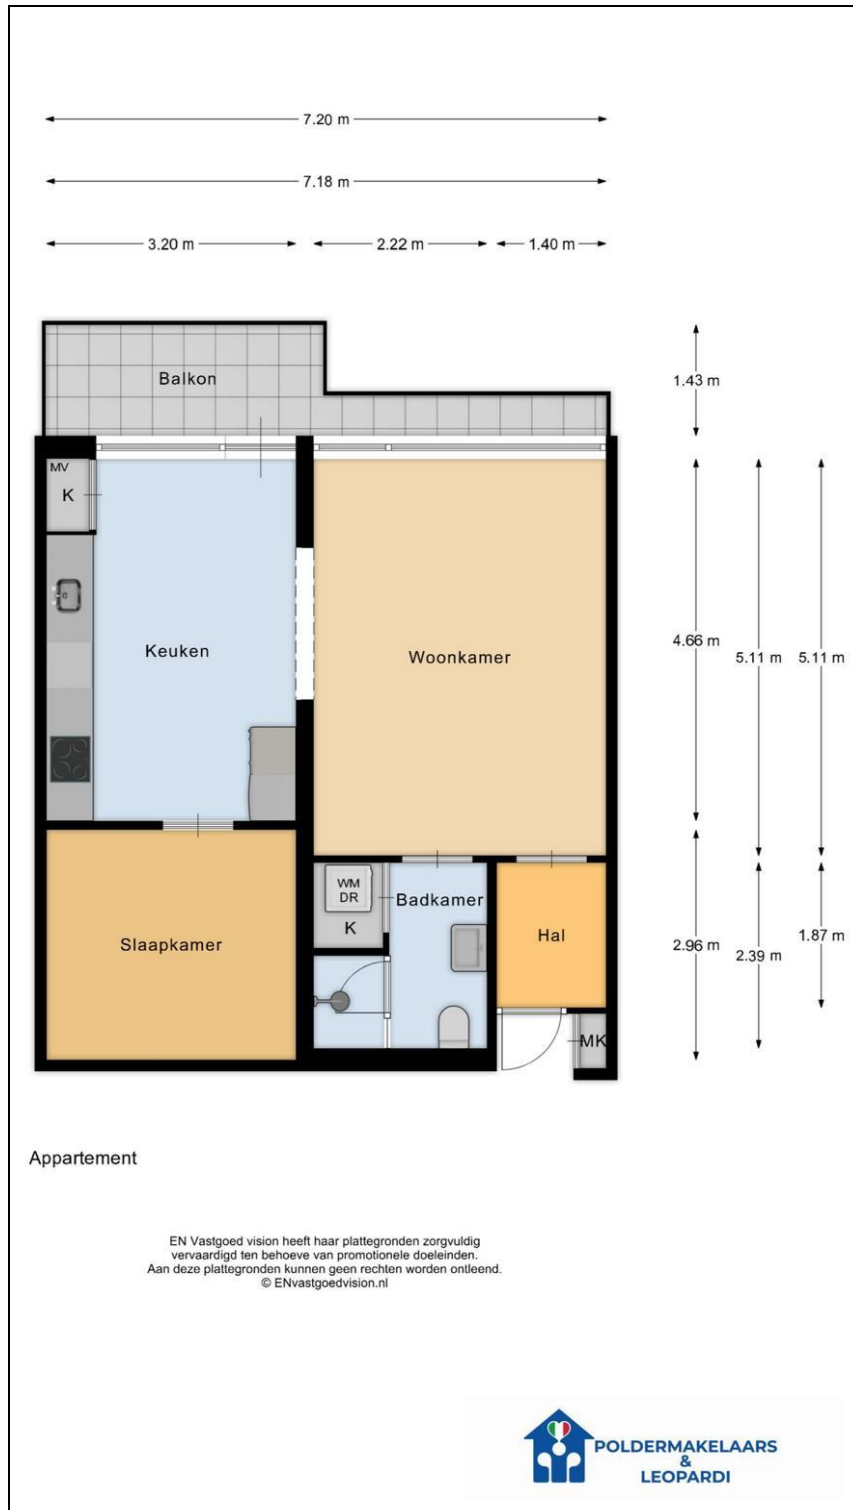 7.20 m
7.18 m
3.20 m
2.22 m
1.40 m
Balkon
1.43 m
MV
K
4.66 m
5.11 m
5.11 m
Keuken
Woonkamer
WM
DR
K
Badkamer
Slaapkamer
Hal
2.96 m
2.39 m
1.87 m
MK
Appartement
EN Vastgoed vision heeft haar plattegronden zorgvuldig
vervaardigd ten behoeve van promotionele doeleinden.
Aan deze plattegronden kunnen geen rechten worden ontleend.
© ENvastgoedvision.nl
POLDERMAKELAARS
&
LEOPARDI